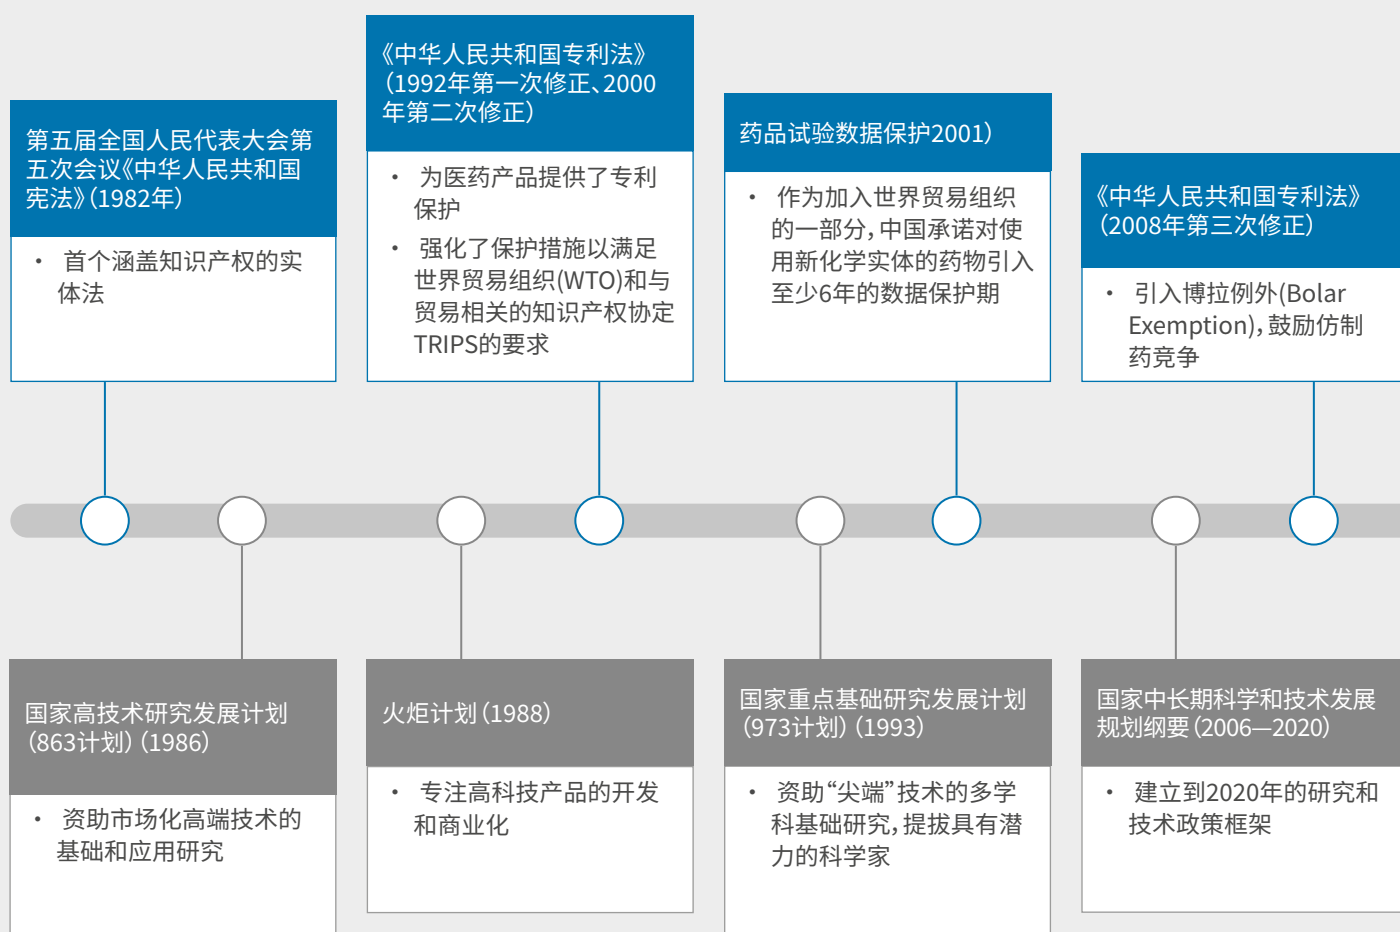 第五届全国人民代表大会第
五次会议《中华人民共和国
宪法》（1982年）
• 首个涵盖知识产权的实
体法
《中华人民共和国专利法》
（1992年第一次修正、2000
年第二次修正）
• 为医药产品提供了专利
保护
• 强化了保护措施以满足
世界贸易组织(WTO)和与
贸易相关的知识产权协定
TRIPS的要求
药品试验数据保护2001）
• 作为加入世界贸易组织
的一部分，中国承诺对使
用新化学实体的药物引入
至少6年的数据保护期
《中华人民共和国专利法》
（2008年第三次修正）
• 引入博拉例外(Bolar
Exemption)，鼓励仿制
药竞争
国家高技术研究发展计划
（863计划）（1986）
• 资助市场化高端技术的
基础和应用研究
火炬计划（1988）
• 专注高科技产品的开发
和商业化
国家重点基础研究发展计划
（973计划）（1993）
• 资助“尖端”技术的多学
科基础研究，提拔具有潜
力的科学家
国家中长期科学和技术发展
规划纲要（2006—2020）
• 建立到2020年的研究和
技术政策框架